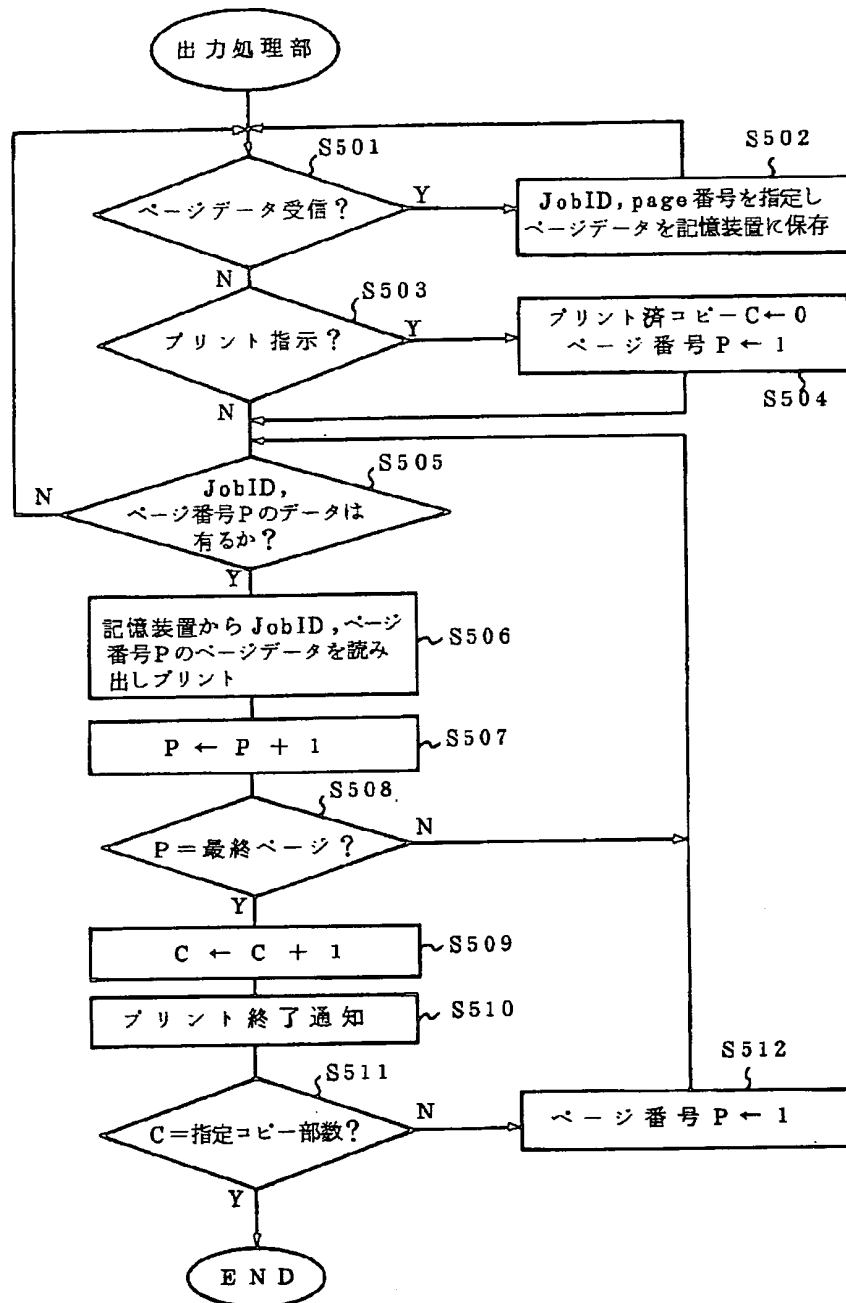 出力処理部
S501
ページデータ受信?
Y
N
S502
JobID,page番号を指定し
ページデータを記憶装置に保存
S503
プリント指示?
Y
N
プリント済コピーC←0
ページ番号P←1
S504
S505
JobID,
ページ番号Pのデータは
有るか?
N
Y
記憶装置からJobID,ページ
番号Pのページデータを読み
出しプリント
S506
P ← P + 1
S507
S508
P=最終ページ?
N
Y
C ← C + 1
S509
プリント終了通知
S510
S511
C=指定コピー部数?
N
Y
S512
ページ番号P←1
END